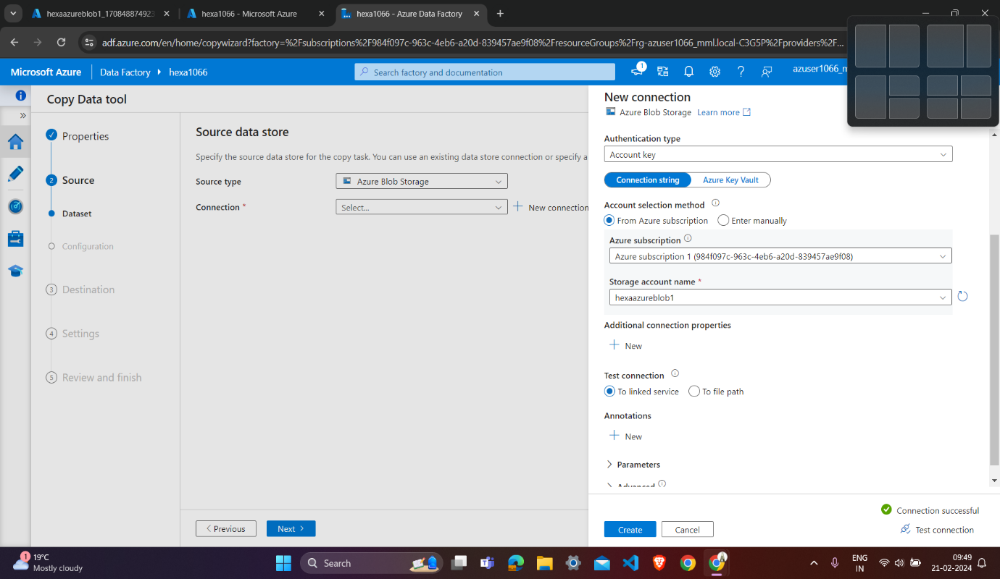 hexaazureblob1_170848874923
hexa1066 - Microsoft Azure
hexa1066 - Azure Data Factory
adf.azure.com/en/home/copywizard?factory=%2Fsubscriptions%2F984f097c-963c-4eb6-a20d-839457ae9f08%2FresourceGroups%2Frg-azuser1066_mml.local-C3G5P%2Fproviders%2F...
Microsoft Azure
Data Factory
hexa1066
Search factory and documentation
1
azuser1066_m
Copy Data tool
Properties
2 Source
Dataset
Configuration
3 Destination
4 Settings
5 Review and finish
Source data store
Specify the source data store for the copy task. You can use an existing data store connection or specify a
Source type
Azure Blob Storage
Connection *
Select...
New connection
Previous
Next
New connection
Azure Blob Storage Learn more
Authentication type
Account key
Connection string
Azure Key Vault
Account selection method
From Azure subscription
Enter manually
Azure subscription
Azure subscription 1 (984f097c-963c-4eb6-a20d-839457ae9f08)
Storage account name *
hexaazureblob1
Additional connection properties
New
Test connection
To linked service
To file path
Annotations
New
Parameters
Advanced
Connection successful
Create
Cancel
Test connection
1
19°C
Mostly cloudy
Search
ENG
IN
09:49
21-02-2024